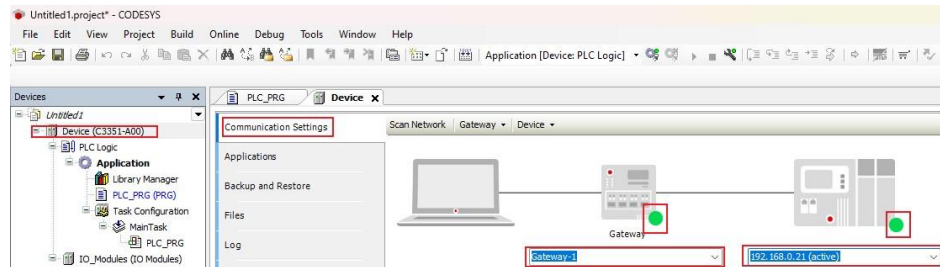 Untitled1.project* - CODESYS
File Edit View Project Build Online Debug Tools Window Help
Application [Device: PLC Logic]
Devices
PLC_PRG
Device
Untitled1
Device (C3351-A00)
PLC Logic
Application
Library Manager
PLC_PRG (PRG)
Task Configuration
MainTask
PLC_PRG
IO_Modules (IO Modules)
Communication Settings
Applications
Backup and Restore
Files
Log
Scan Network Gateway Device
Gateway
Gateway-1
192.168.0.21 (active)